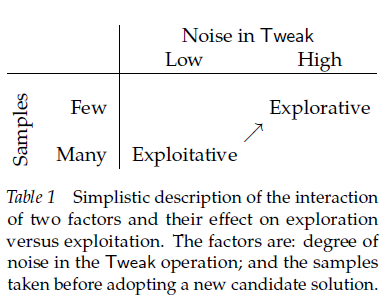 Noise in Tweak
Low High
Samples
Few Explorative
Many Exploitative
Table 1 Simplistic description of the interaction
of two factors and their effect on exploration
versus exploitation. The factors are: degree of
noise in the Tweak operation; and the samples
taken before adopting a new candidate solution.